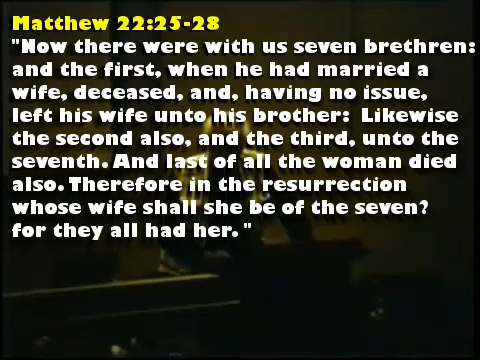 Matthew 22:25-28
"Now there were with us seven brethren:
and the first, when he had married a
wife, deceased, and, having no issue,
left his wife unto his brother: Likewise
the second also, and the third, unto the
seventh. And last of all the woman died
also. Therefore in the resurrection
whose wife shall she be of the seven?
for they all had her. "